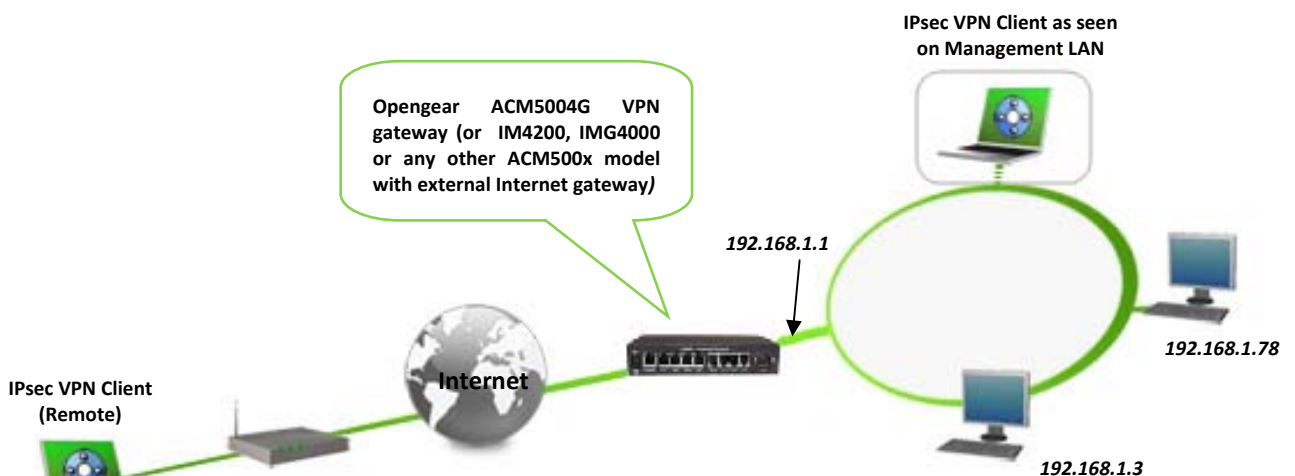 IPsec VPN Client as seen
on Management LAN
Opengear ACM5004G VPN
gateway (or IM4200, IMG4000
or any other ACM500x model
with external Internet gateway)
192.168.1.1
192.168.1.78
Internet
IPsec VPN Client
(Remote)
192.168.1.3